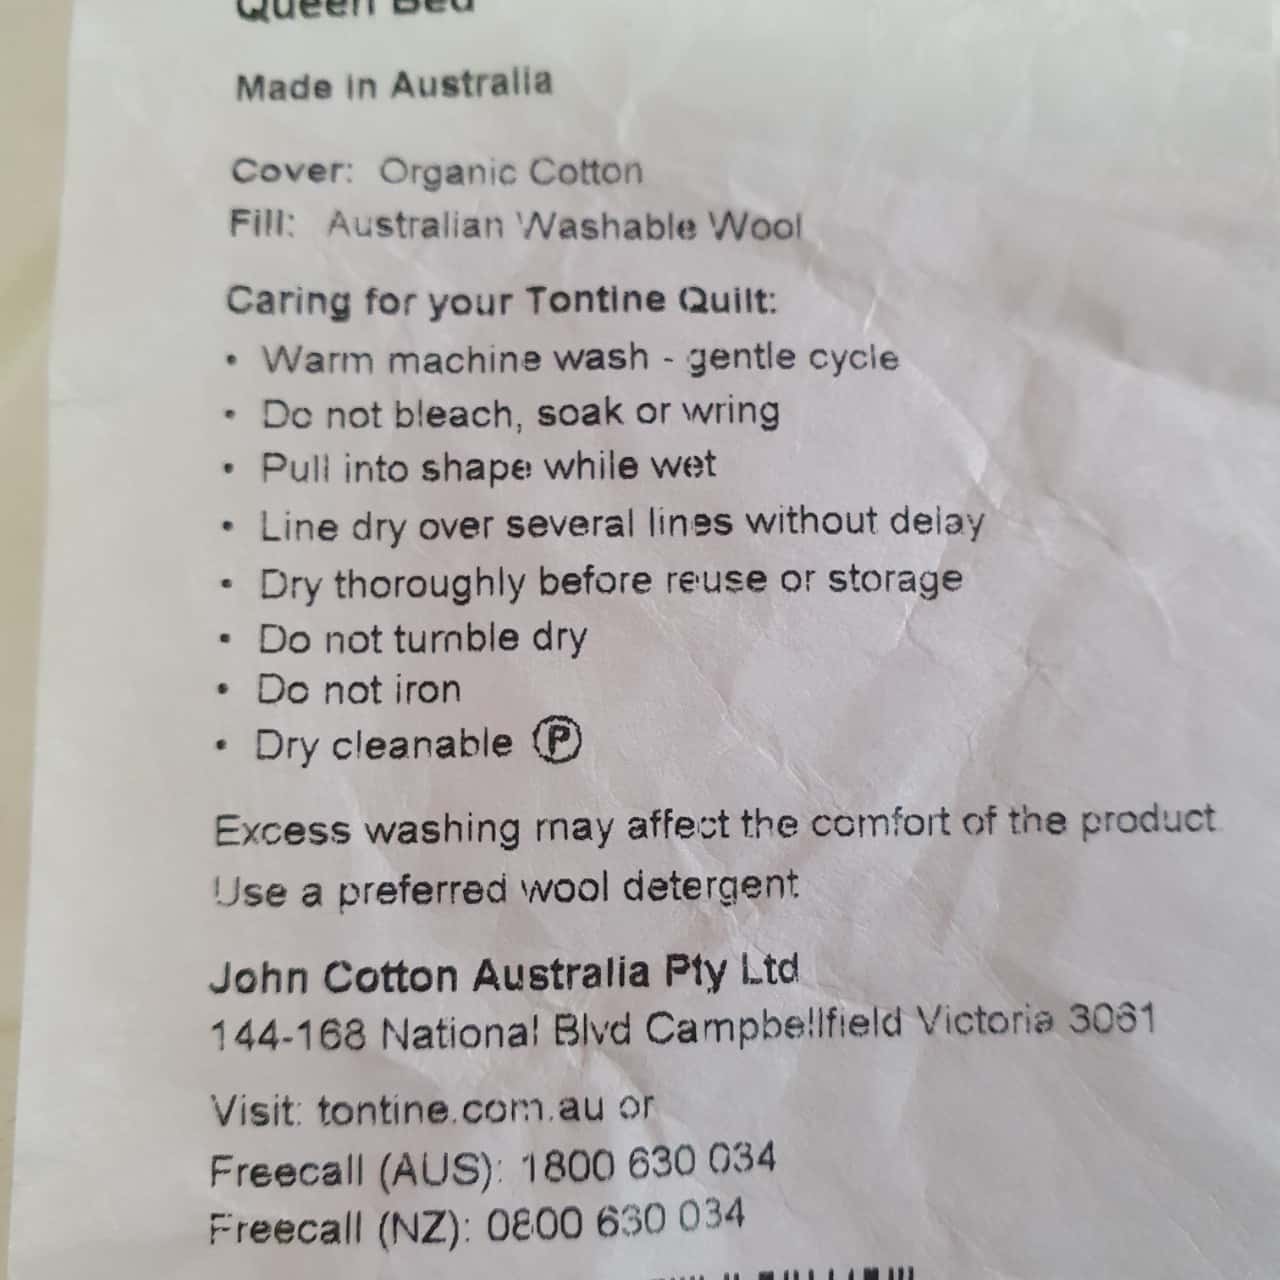 Queen Bed
Made in Australia
Cover: Organic Cotton
Fill: Australian Washable Wool
Caring for your Tontine Quilt:
• Warm machine wash - gentle cycle
• Do not bleach, soak or wring
• Pull into shape while wet
• Line dry over several lines without delay
• Dry thoroughly before reuse or storage
• Do not tumble dry
• Do not iron
• Dry cleanable Ⓟ
Excess washing may affect the comfort of the product
Use a preferred wool detergent
John Cotton Australia Pty Ltd
144-168 National Blvd Campbellfield Victoria 3061
Visit: tontine.com.au or
Freecall (AUS): 1800 630 034
Freecall (NZ): 0800 630 034